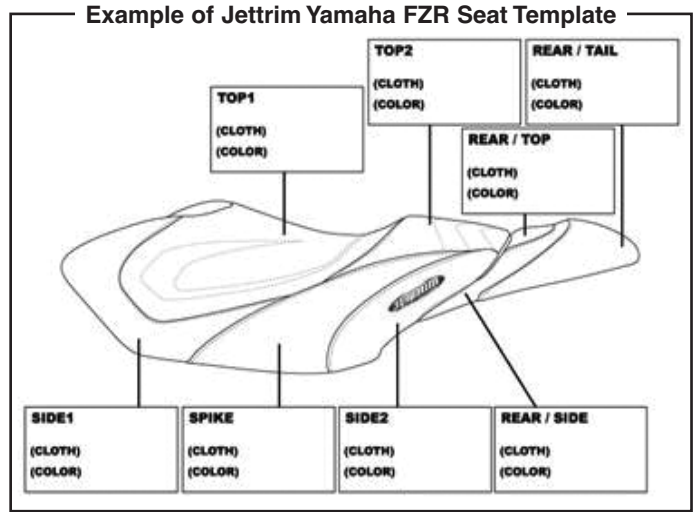 Example of Jettrim Yamaha FZR Seat Template
TOP2
(CLOTH)
(COLOR)
REAR / TAIL
(CLOTH)
(COLOR)
TOP1
(CLOTH)
(COLOR)
REAR / TOP
(CLOTH)
(COLOR)
jettrim
SIDE1
(CLOTH)
(COLOR)
SPIKE
(CLOTH)
(COLOR)
SIDE2
(CLOTH)
(COLOR)
REAR / SIDE
(CLOTH)
(COLOR)